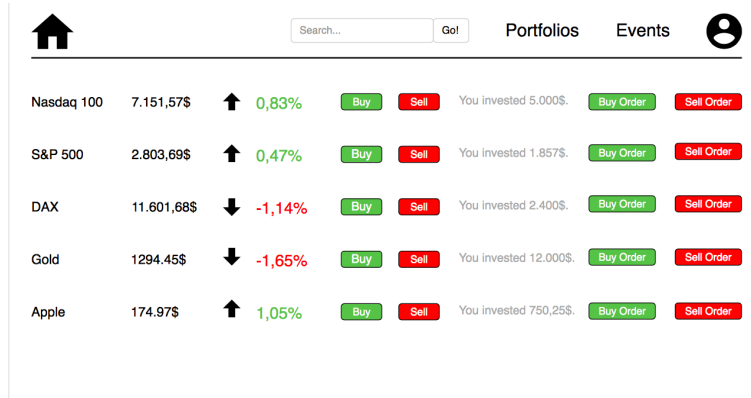 Search... Go! Portfolios Events
Nasdaq 100 7.151,57$ 0,83% Buy Sell You invested 5.000$. Buy Order Sell Order
S&P 500 2.803,69$ 0,47% Buy Sell You invested 1.857$. Buy Order Sell Order
DAX 11.601,68$ -1,14% Buy Sell You invested 2.400$. Buy Order Sell Order
Gold 1294.45$ -1,65% Buy Sell You invested 12.000$. Buy Order Sell Order
Apple 174.97$ 1,05% Buy Sell You invested 750,25$. Buy Order Sell Order